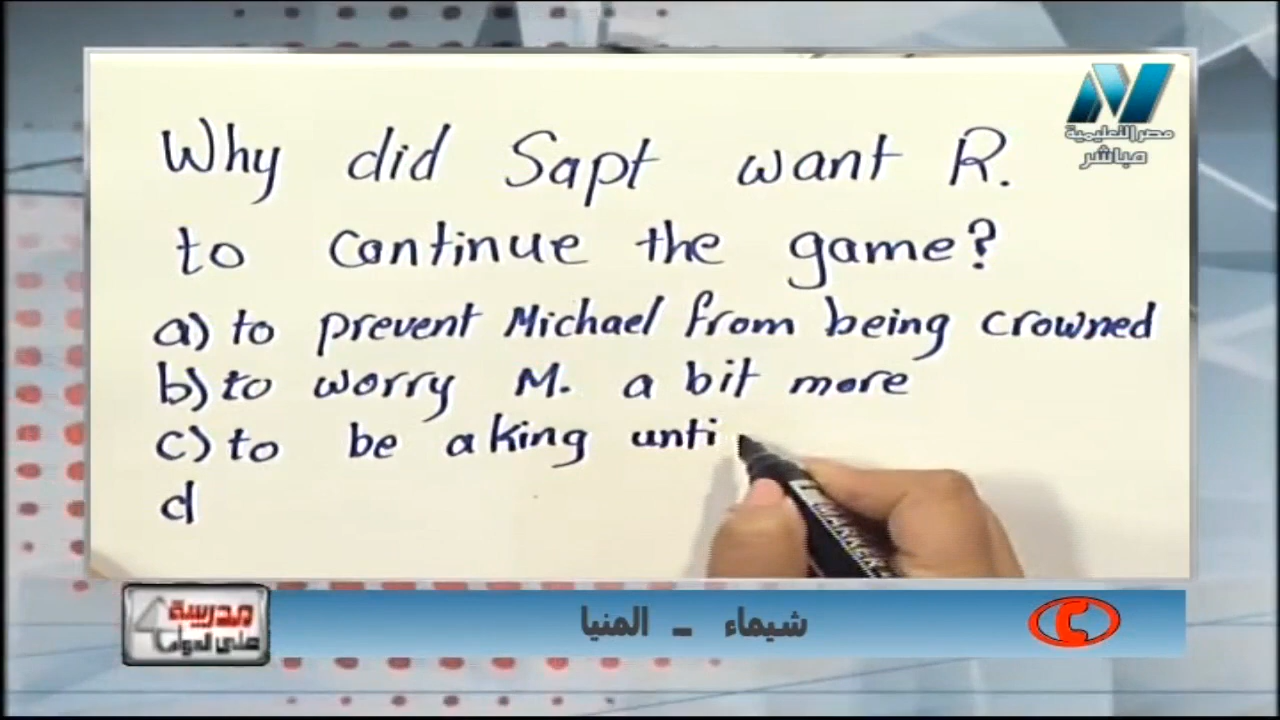 Why did Sapt want R.
to continue the game?
a) to prevent Michael from being crowned
b) to worry M. a bit more
c) to be a king unti
d
مصر التعليمية
مباشر
مدرسة
على الهواء
شيماء - المنيا
MARKER